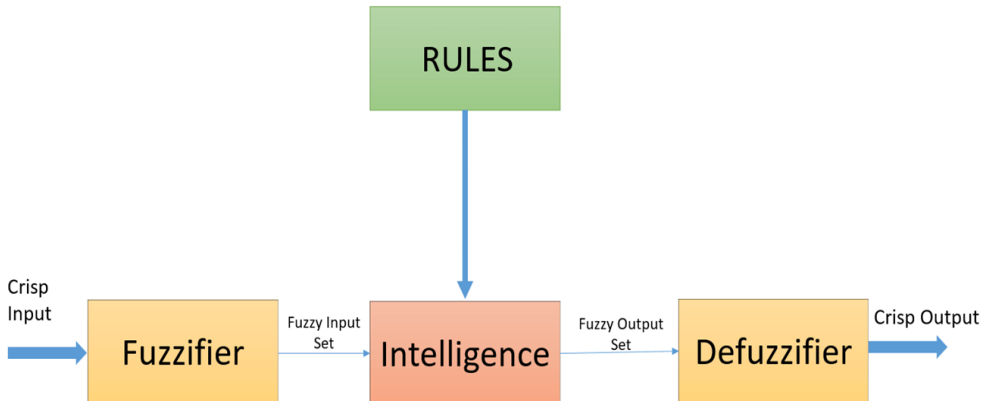 RULES
Crisp
Input
Fuzzifier
Fuzzy Input
Set
Intelligence
Fuzzy Output
Set
Defuzzifier
Crisp Output